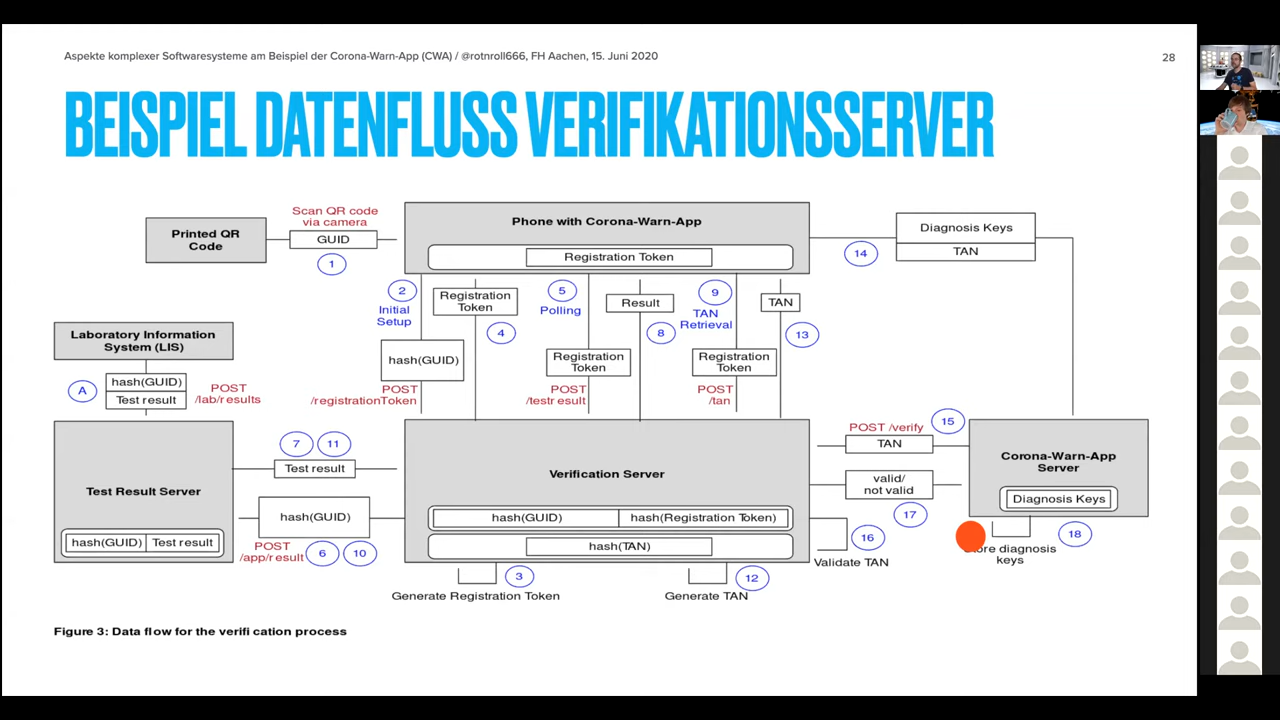 Aspekte komplexer Softwaresysteme am Beispiel der Corona-Warn-App (CWA) / @rotnroll666, FH Aachen, 15. Juni 2020
28
BEISPIEL DATENFLUSS VERIFIKATIONSSERVER
Printed QR
Code
Scan QR code
via camera
GUID
1
Phone with Corona-Warn-App
Registration Token
14
Diagnosis Keys
TAN
2
Initial
Setup
hash(GUID)
POST
/registrationToken
Registration
Token
4
5
Polling
Registration
Token
POST
/testr esult
Result
8
9
TAN
Retrieval
Registration
Token
POST
/tan
TAN
13
Laboratory Information
System (LIS)
A
hash(GUID)
Test result
POST
/lab/r esults
Test Result Server
hash(GUID)
Test result
7
11
Test result
hash(GUID)
POST
/app/r esult
6
10
Verification Server
hash(GUID)
hash(Registration Token)
hash(TAN)
3
Generate Registration Token
12
Generate TAN
POST /verify
15
TAN
valid/
not valid
17
16
Validate TAN
Corona-Warn-App
Server
Diagnosis Keys
18
diagnosis
keys
Figure 3: Data flow for the verifi cation process